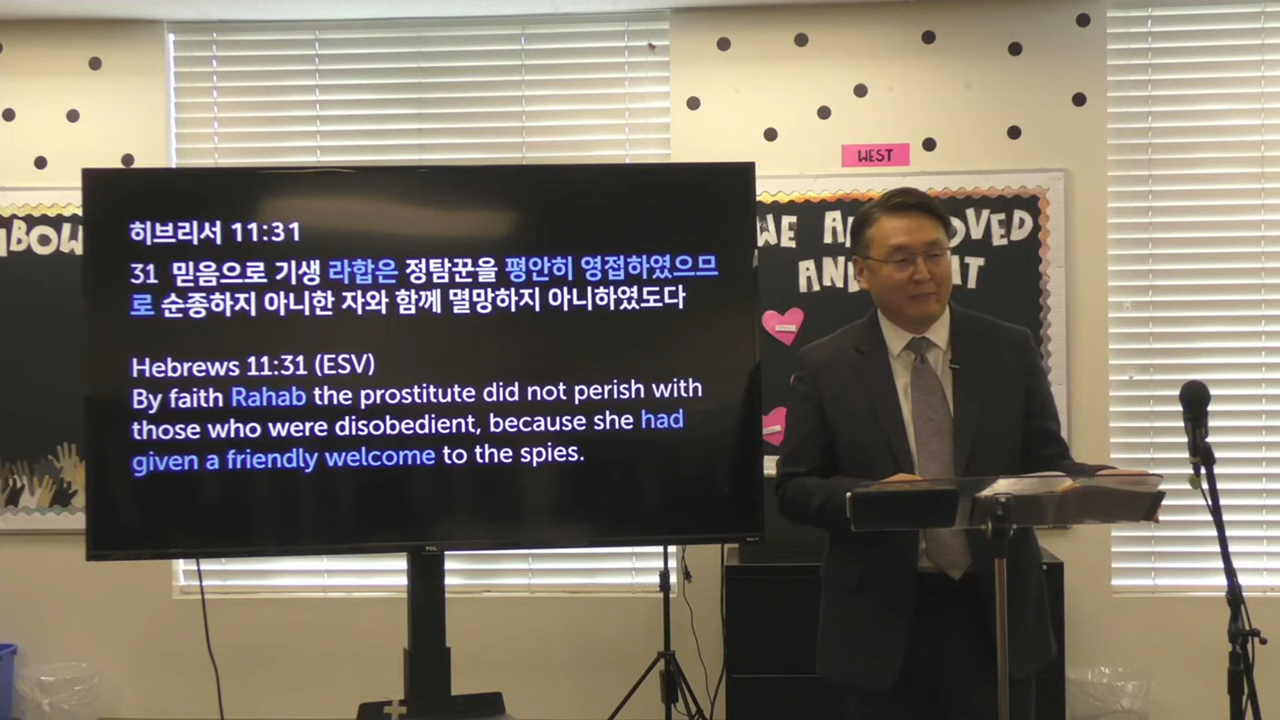 히브리서 11:31
31 믿음으로 기생 라합은 정탐꾼을 평안히 영접하였으므
로 순종하지 아니한 자와 함께 멸망하지 아니하였도다
Hebrews 11:31 (ESV)
By faith Rahab the prostitute did not perish with
those who were disobedient, because she had
given a friendly welcome to the spies.
TCL
WEST
WE
AND